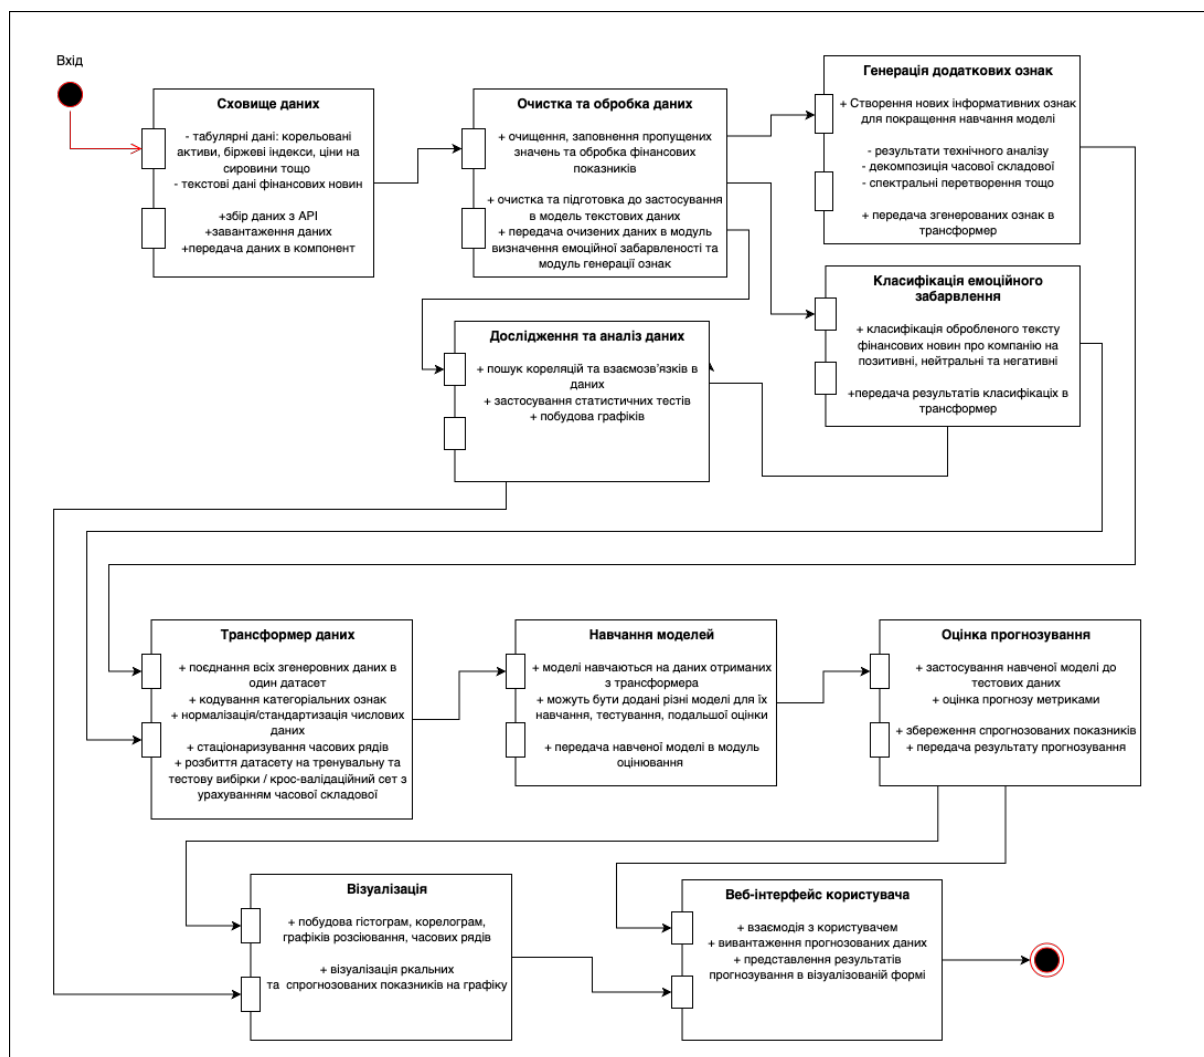 Вхід
Сховище даних
- табулярні дані: корельовані
активи, біржеві індекси, ціни на
сировини тощо
- текстові дані фінансових новин
+збір даних з API
+завантаження даних
+передача даних в компонент
Очистка та обробка даних
+ очищення, заповнення пропущених
значень та обробка фінансових
показників
+ очистка та підготовка до застосування
в модель текстових даних
+ передача очизених даних в модуль
визначення емоційної забарвленості та
модуль генерації ознак
Генерація додаткових ознак
+ Створення нових інформативних ознак
для покращення навчання моделі
- результати технічного аналізу
- декомпозиція часової складової
- спектральні перетворення тощо
+ передача згенерованих ознак в
трансформер
Класифікація емоційного
забарвлення
+ класифікація обробленого тексту
фінансових новин про компанію на
позитивні, нейтральні та негативні
+передача результатів класифікаціх в
трансформер
Дослідження та аналіз даних
+ пошук кореляцій та взаємозв'язків в
даних
+ застосування статистичних тестів
+ побудова графіків
Трансформер даних
+ поєднання всіх згенеровних даних в
один датасет
+ кодування категоріальних ознак
+ нормалізація/стандартизація числових
даних
+ стаціонаризування часових рядів
+ розбиття датасету на тренувальну та
тестову вибірки / крос-валідаційний сет з
урахуванням часової складової
Навчання моделей
+ моделі навчаються на даних отриманих
з трансформера
+ можуть бути додані різні моделі для їх
навчання, тестування, подальшої оцінки
+ передача навченої моделі в модуль
оцінювання
Оцінка прогнозування
+ застосування навченої моделі до
тестових даних
+ оцінка прогнозу метриками
+ збереження спрогнозованих показників
+ передача результату прогнозування
Візуалізація
+ побудова гістограм, корелограм,
графіків розсіювання, часових рядів
+ візуалізація ркальних
та спрогнозованих показників на графіку
Веб-інтерфейс користувача
+ взаємодія з користувачем
+ вивантаження прогнозованих даних
+ представлення результатів
прогнозування в візуалізованій формі